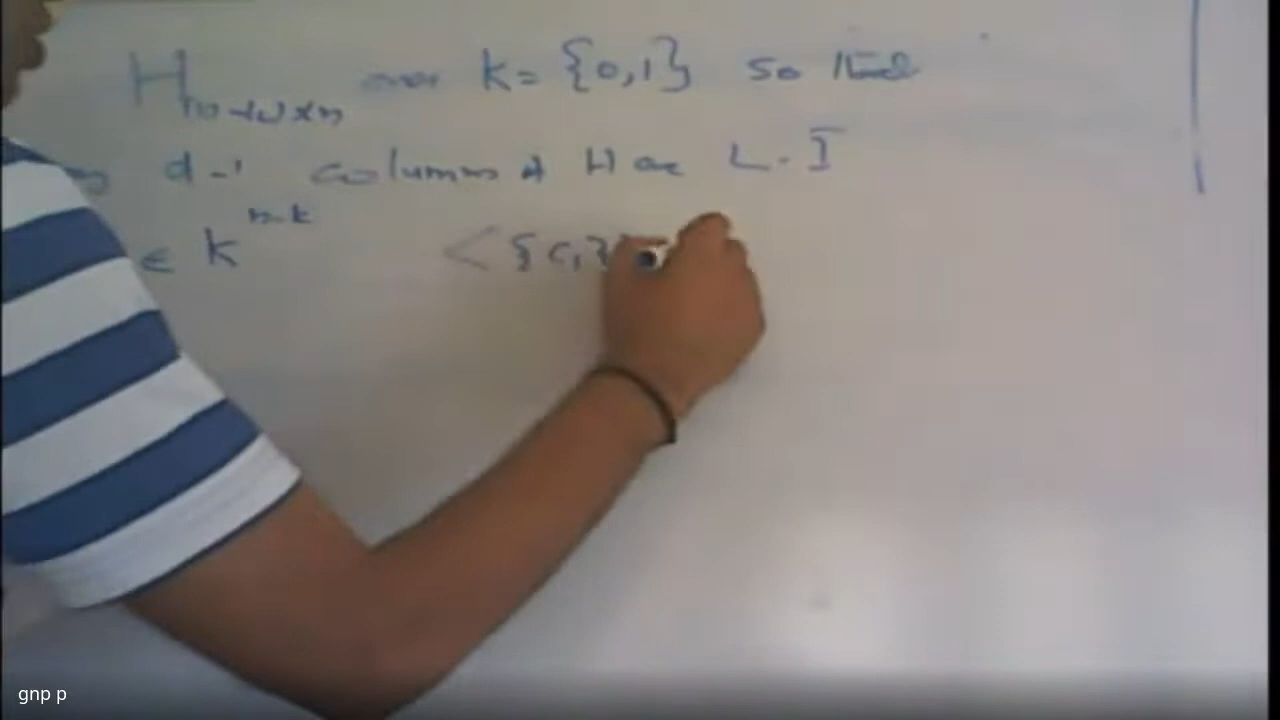 H(n-k)×n over K = {0,1} so that
d-1 columns of H are L.I
∈ K^{n-k} < {c,}
gnp p